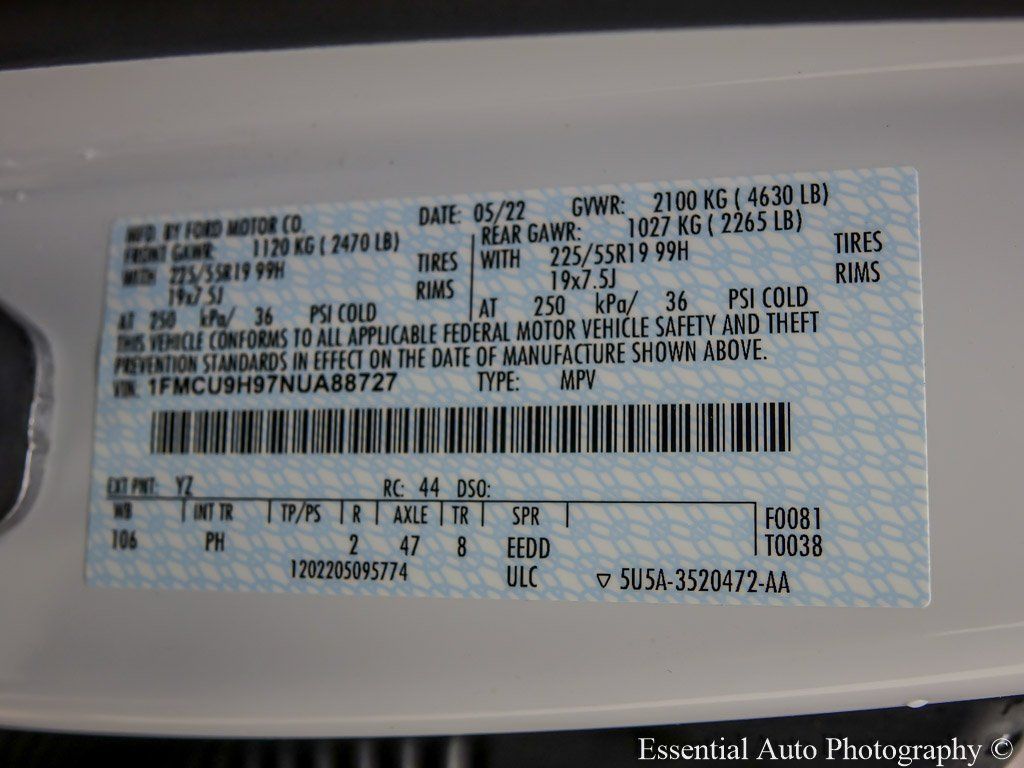 MFD. BY FORD MOTOR CO. DATE: 05/22 GVWR: 2100 KG ( 4630 LB)
FRONT GAWR: 1120 KG ( 2470 LB) REAR GAWR: 1027 KG ( 2265 LB)
WITH 225/55R19 99H TIRES WITH 225/55R19 99H TIRES
19x7.5J RIMS 19x7.5J RIMS
AT 250 kPa/ 36 PSI COLD AT 250 kPa/ 36 PSI COLD
THIS VEHICLE CONFORMS TO ALL APPLICABLE FEDERAL MOTOR VEHICLE SAFETY AND THEFT
PREVENTION STANDARDS IN EFFECT ON THE DATE OF MANUFACTURE SHOWN ABOVE.
VIN: 1FMCU9H97NUA88727 TYPE: MPV
EXT PNT: YZ RC: 44 DSO:
WB INT TR TP/PS R AXLE TR SPR F0081
106 PH 2 47 8 EEDD T0038
1202205095774 ULC ▽ 5U5A-3520472-AA
Essential Auto Photography ©